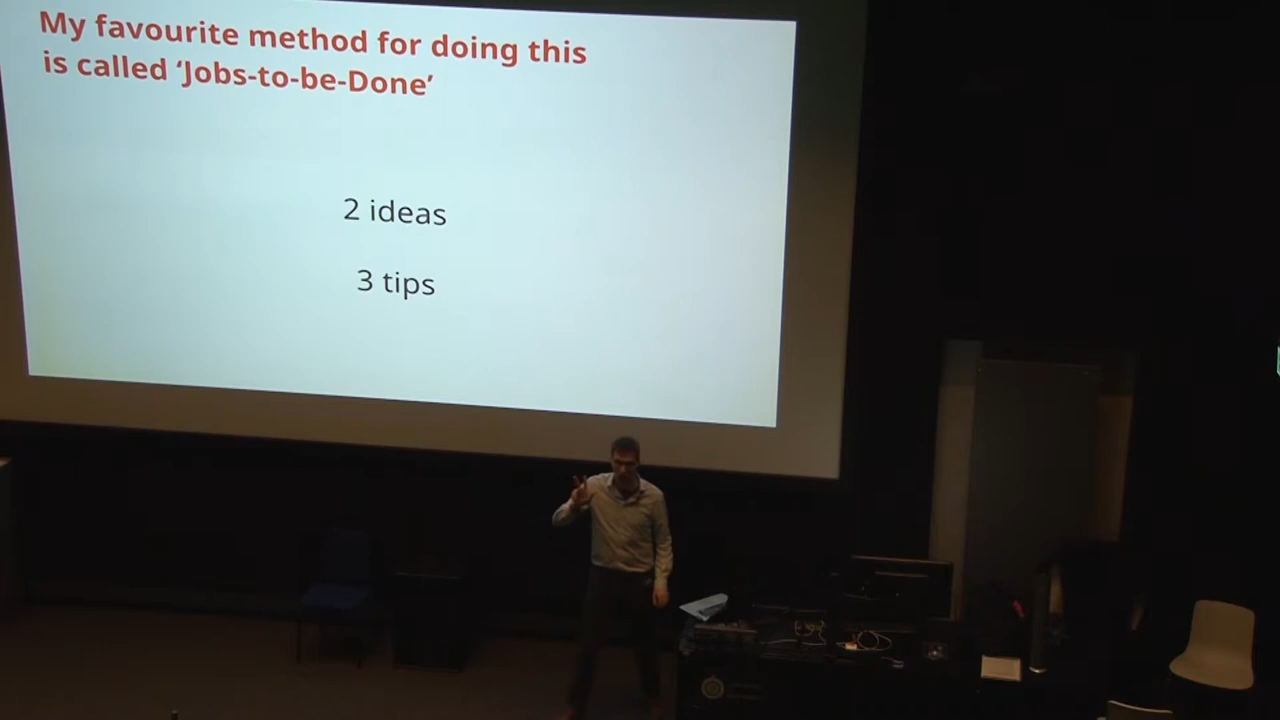 My favourite method for doing this
is called ‘Jobs-to-be-Done’
2 ideas
3 tips